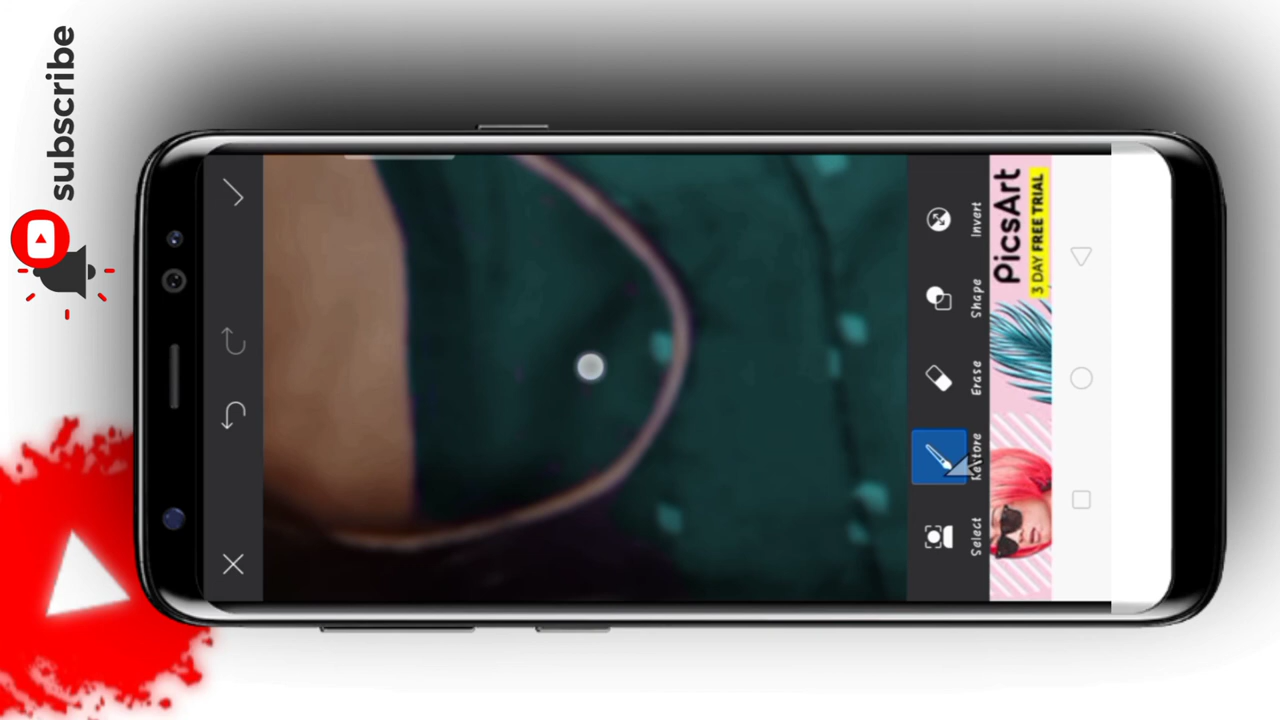 subscribe
Invert
Shape
Erase
Restore
Select
PicsArt
3 DAY FREE TRIAL